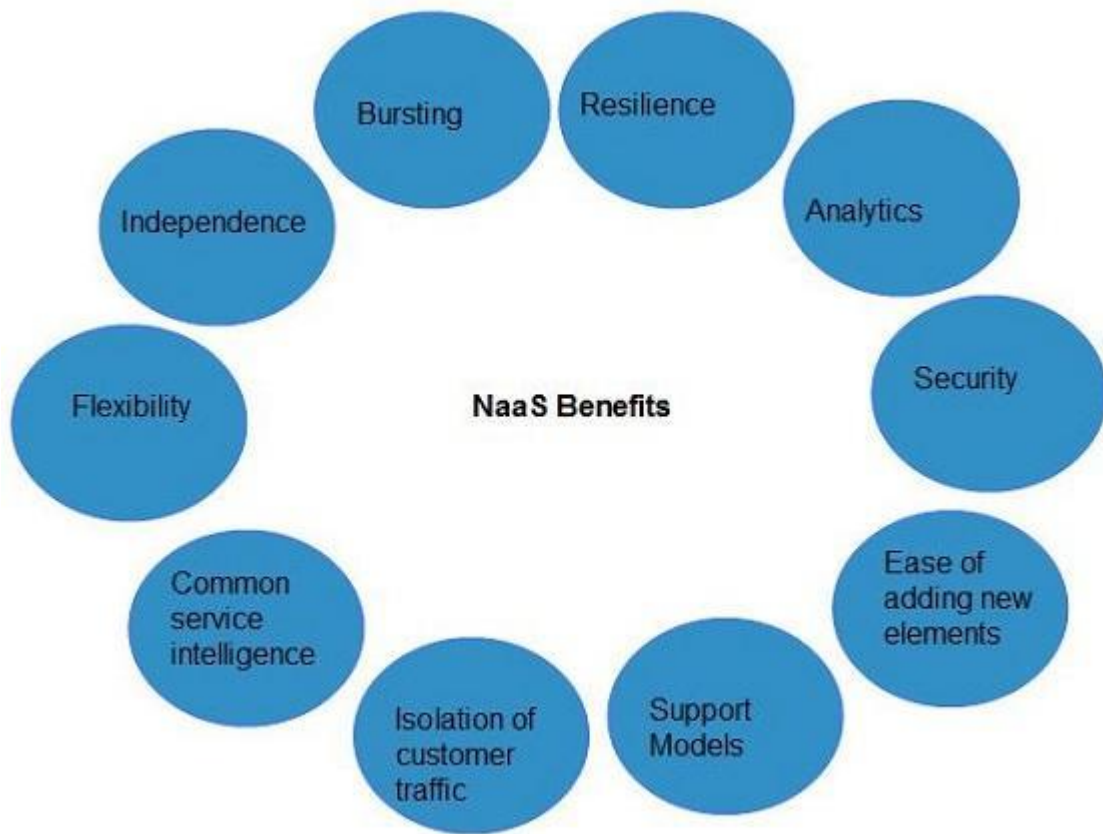 Bursting
Resilience
Analytics
Independence
Security
Flexibility
NaaS Benefits
Ease of
adding new
elements
Common
service
intelligence
Support
Models
Isolation of
customer
traffic